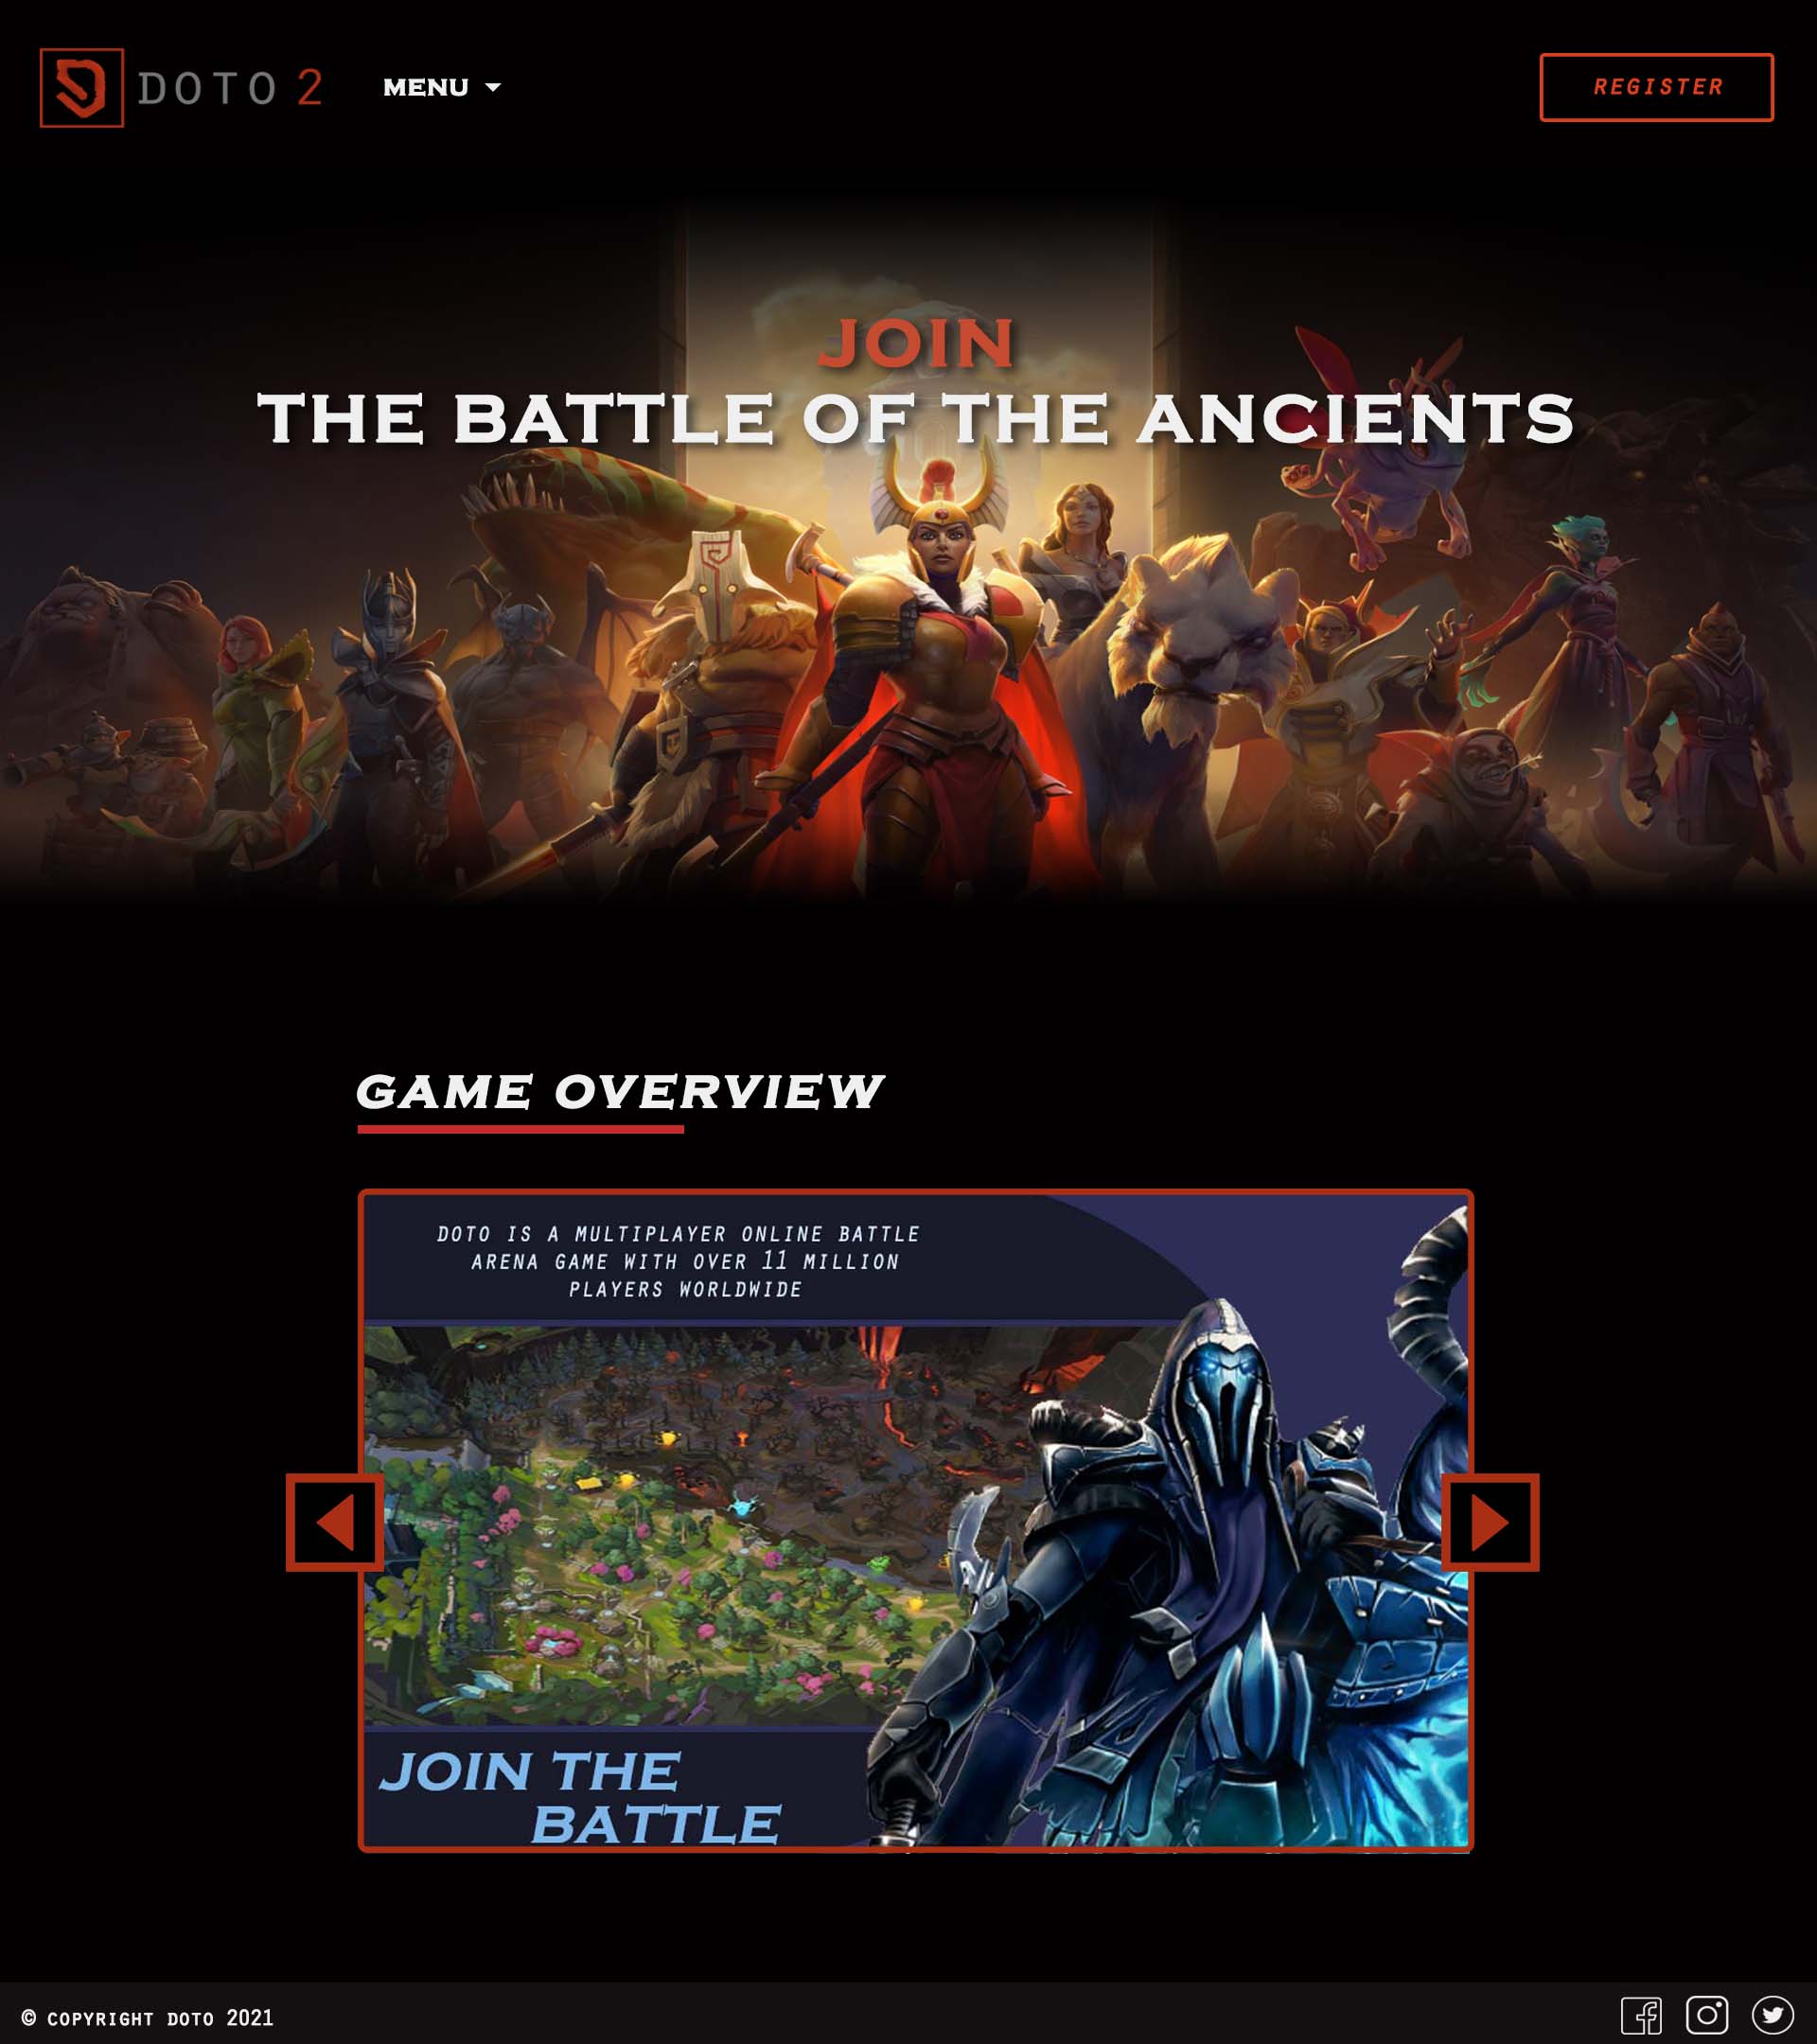 DOTO 2
MENU
REGISTER
JOIN
THE BATTLE OF THE ANCIENTS
GAME OVERVIEW
DOTO IS A MULTIPLAYER ONLINE BATTLE
ARENA GAME WITH OVER 11 MILLION
PLAYERS WORLDWIDE
JOIN THE
BATTLE
© COPYRIGHT DOTO 2021